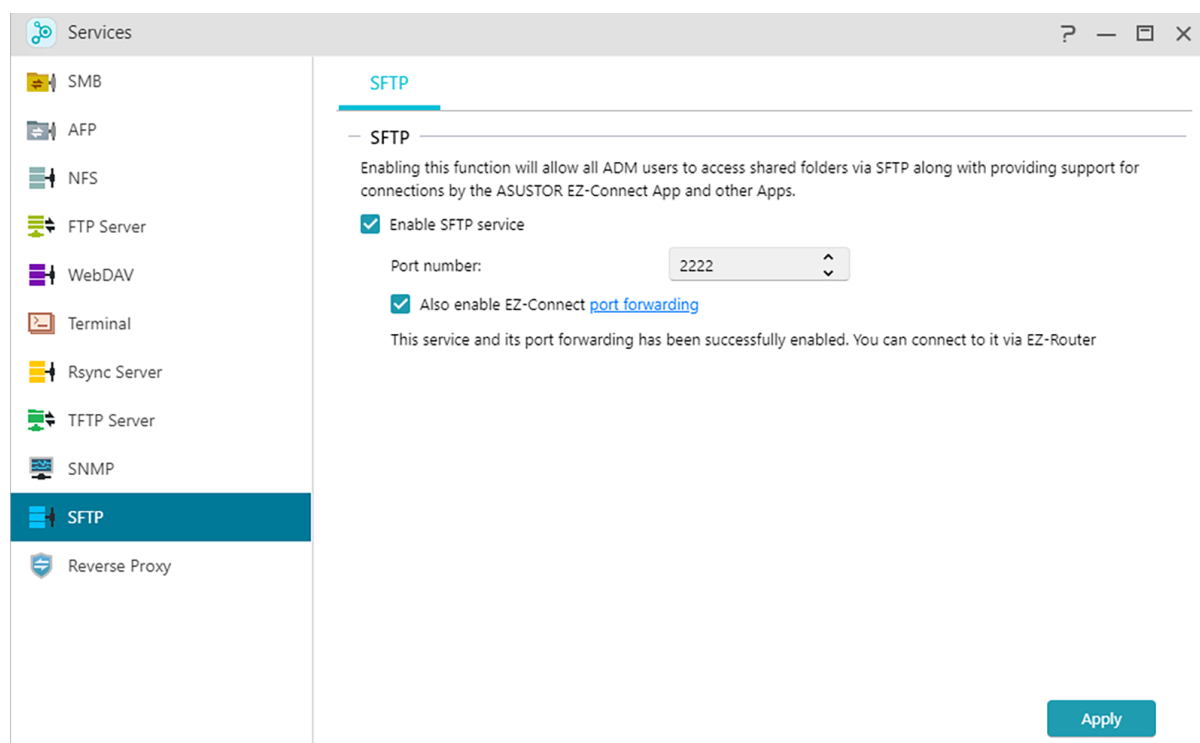 Services
SMB
AFP
NFS
FTP Server
WebDAV
Terminal
Rsync Server
TFTP Server
SNMP
SFTP
Reverse Proxy
SFTP
SFTP
Enabling this function will allow all ADM users to access shared folders via SFTP along with providing support for
connections by the ASUSTOR EZ-Connect App and other Apps.
Enable SFTP service
Port number: 2222
Also enable EZ-Connect port forwarding
This service and its port forwarding has been successfully enabled. You can connect to it via EZ-Router
Apply